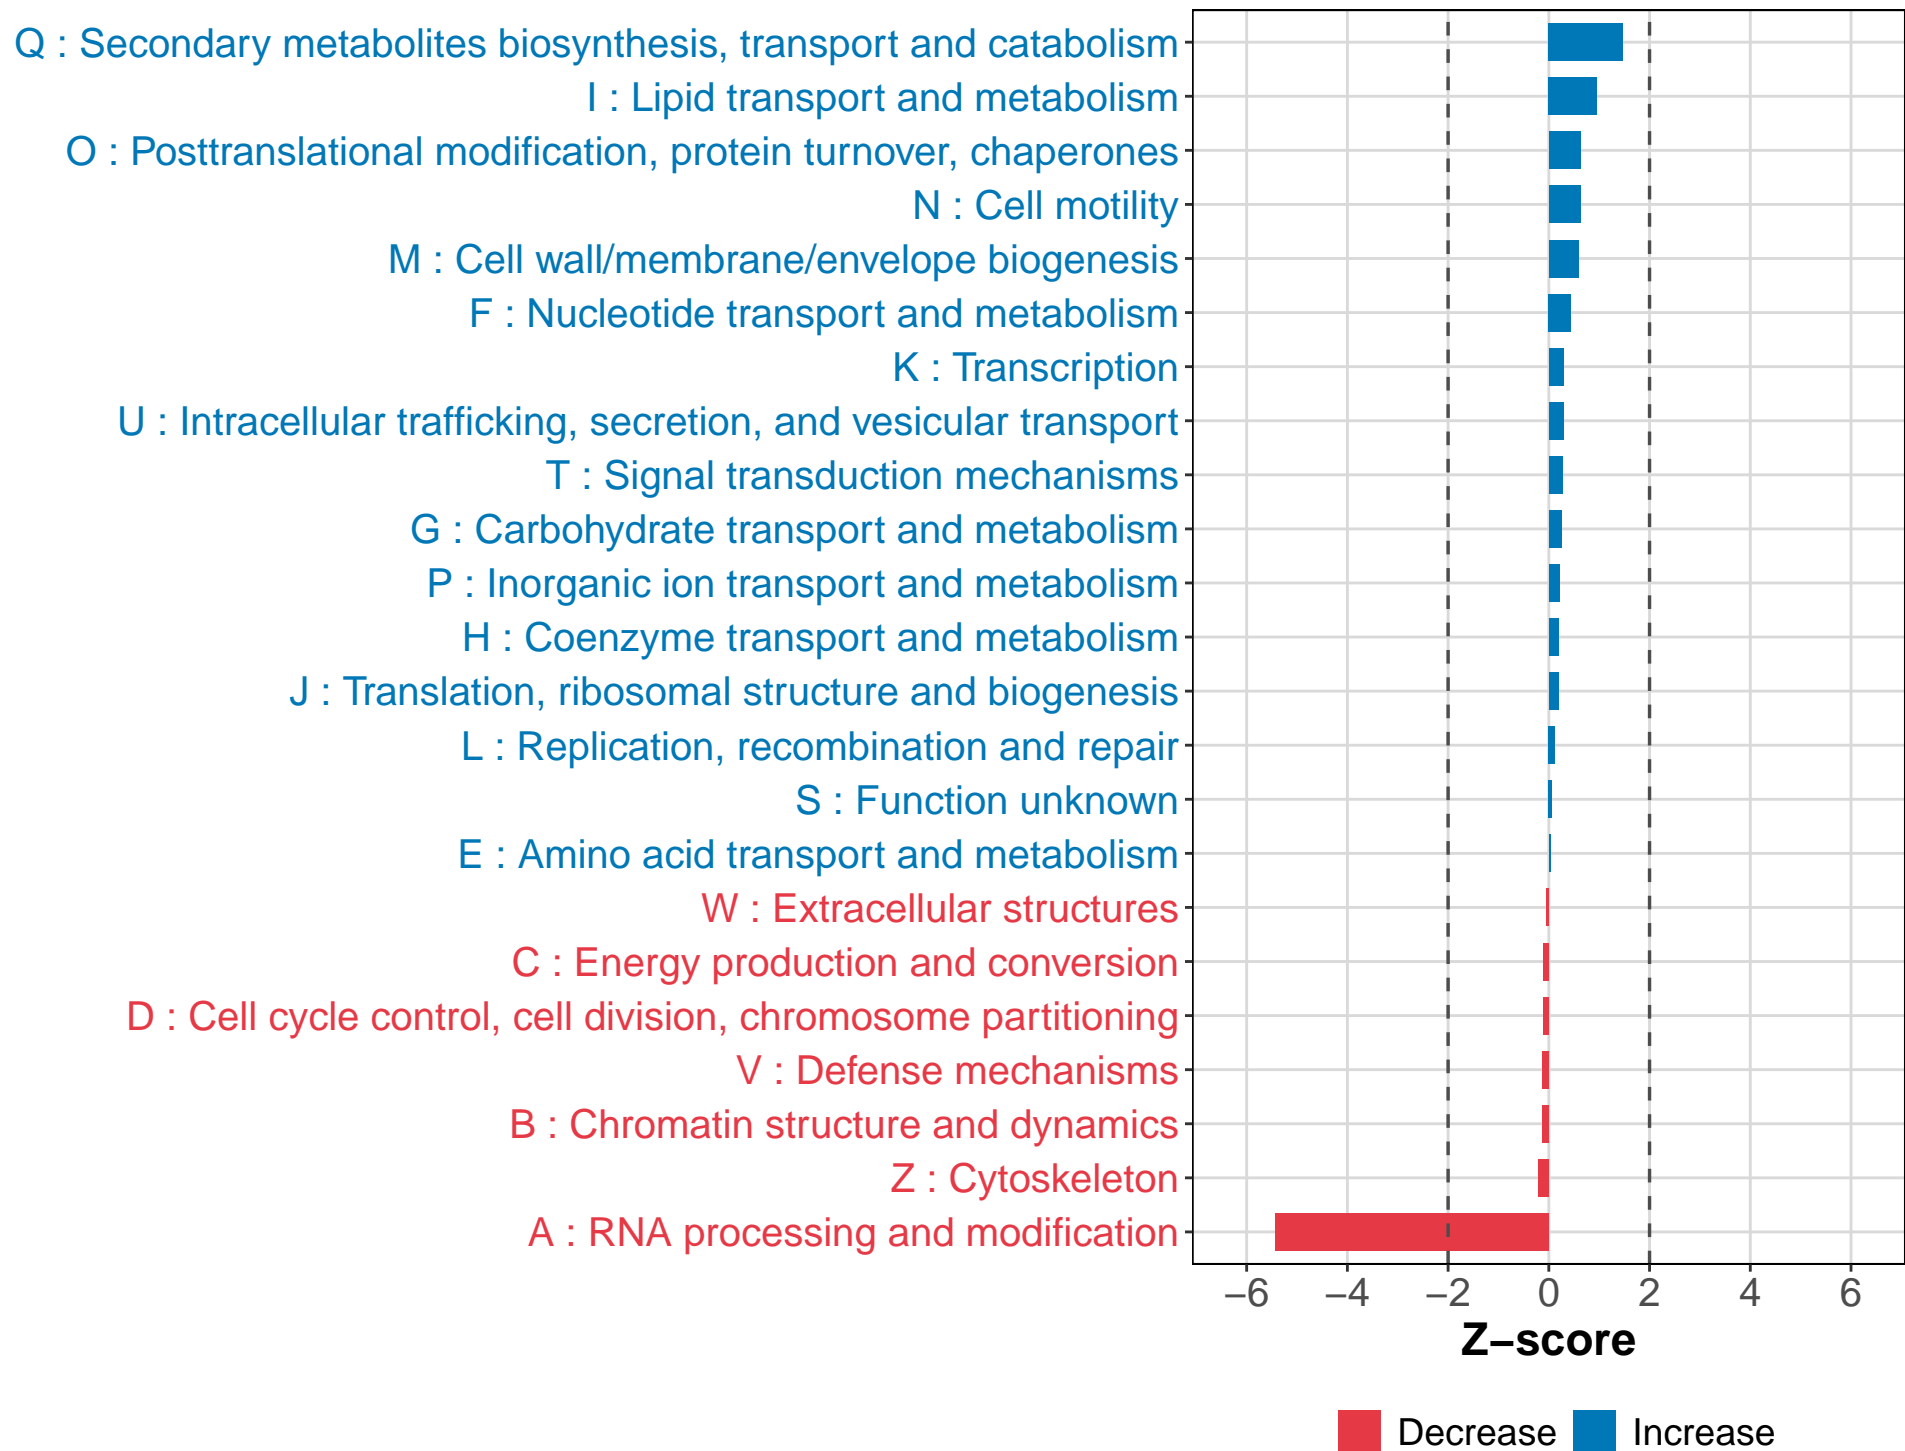 Q : Secondary metabolites biosynthesis, transport and catabolism
I : Lipid transport and metabolism
O : Posttranslational modification, protein turnover, chaperones
N : Cell motility
M : Cell wall/membrane/envelope biogenesis
F : Nucleotide transport and metabolism
K : Transcription
U : Intracellular trafficking, secretion, and vesicular transport
T : Signal transduction mechanisms
G : Carbohydrate transport and metabolism
P : Inorganic ion transport and metabolism
H : Coenzyme transport and metabolism
J : Translation, ribosomal structure and biogenesis
L : Replication, recombination and repair
S : Function unknown
E : Amino acid transport and metabolism
W : Extracellular structures
C : Energy production and conversion
D : Cell cycle control, cell division, chromosome partitioning
V : Defense mechanisms
B : Chromatin structure and dynamics
Z : Cytoskeleton
A : RNA processing and modification
−6 −4 −2 0 2 4 6
Z−score
Decrease Increase